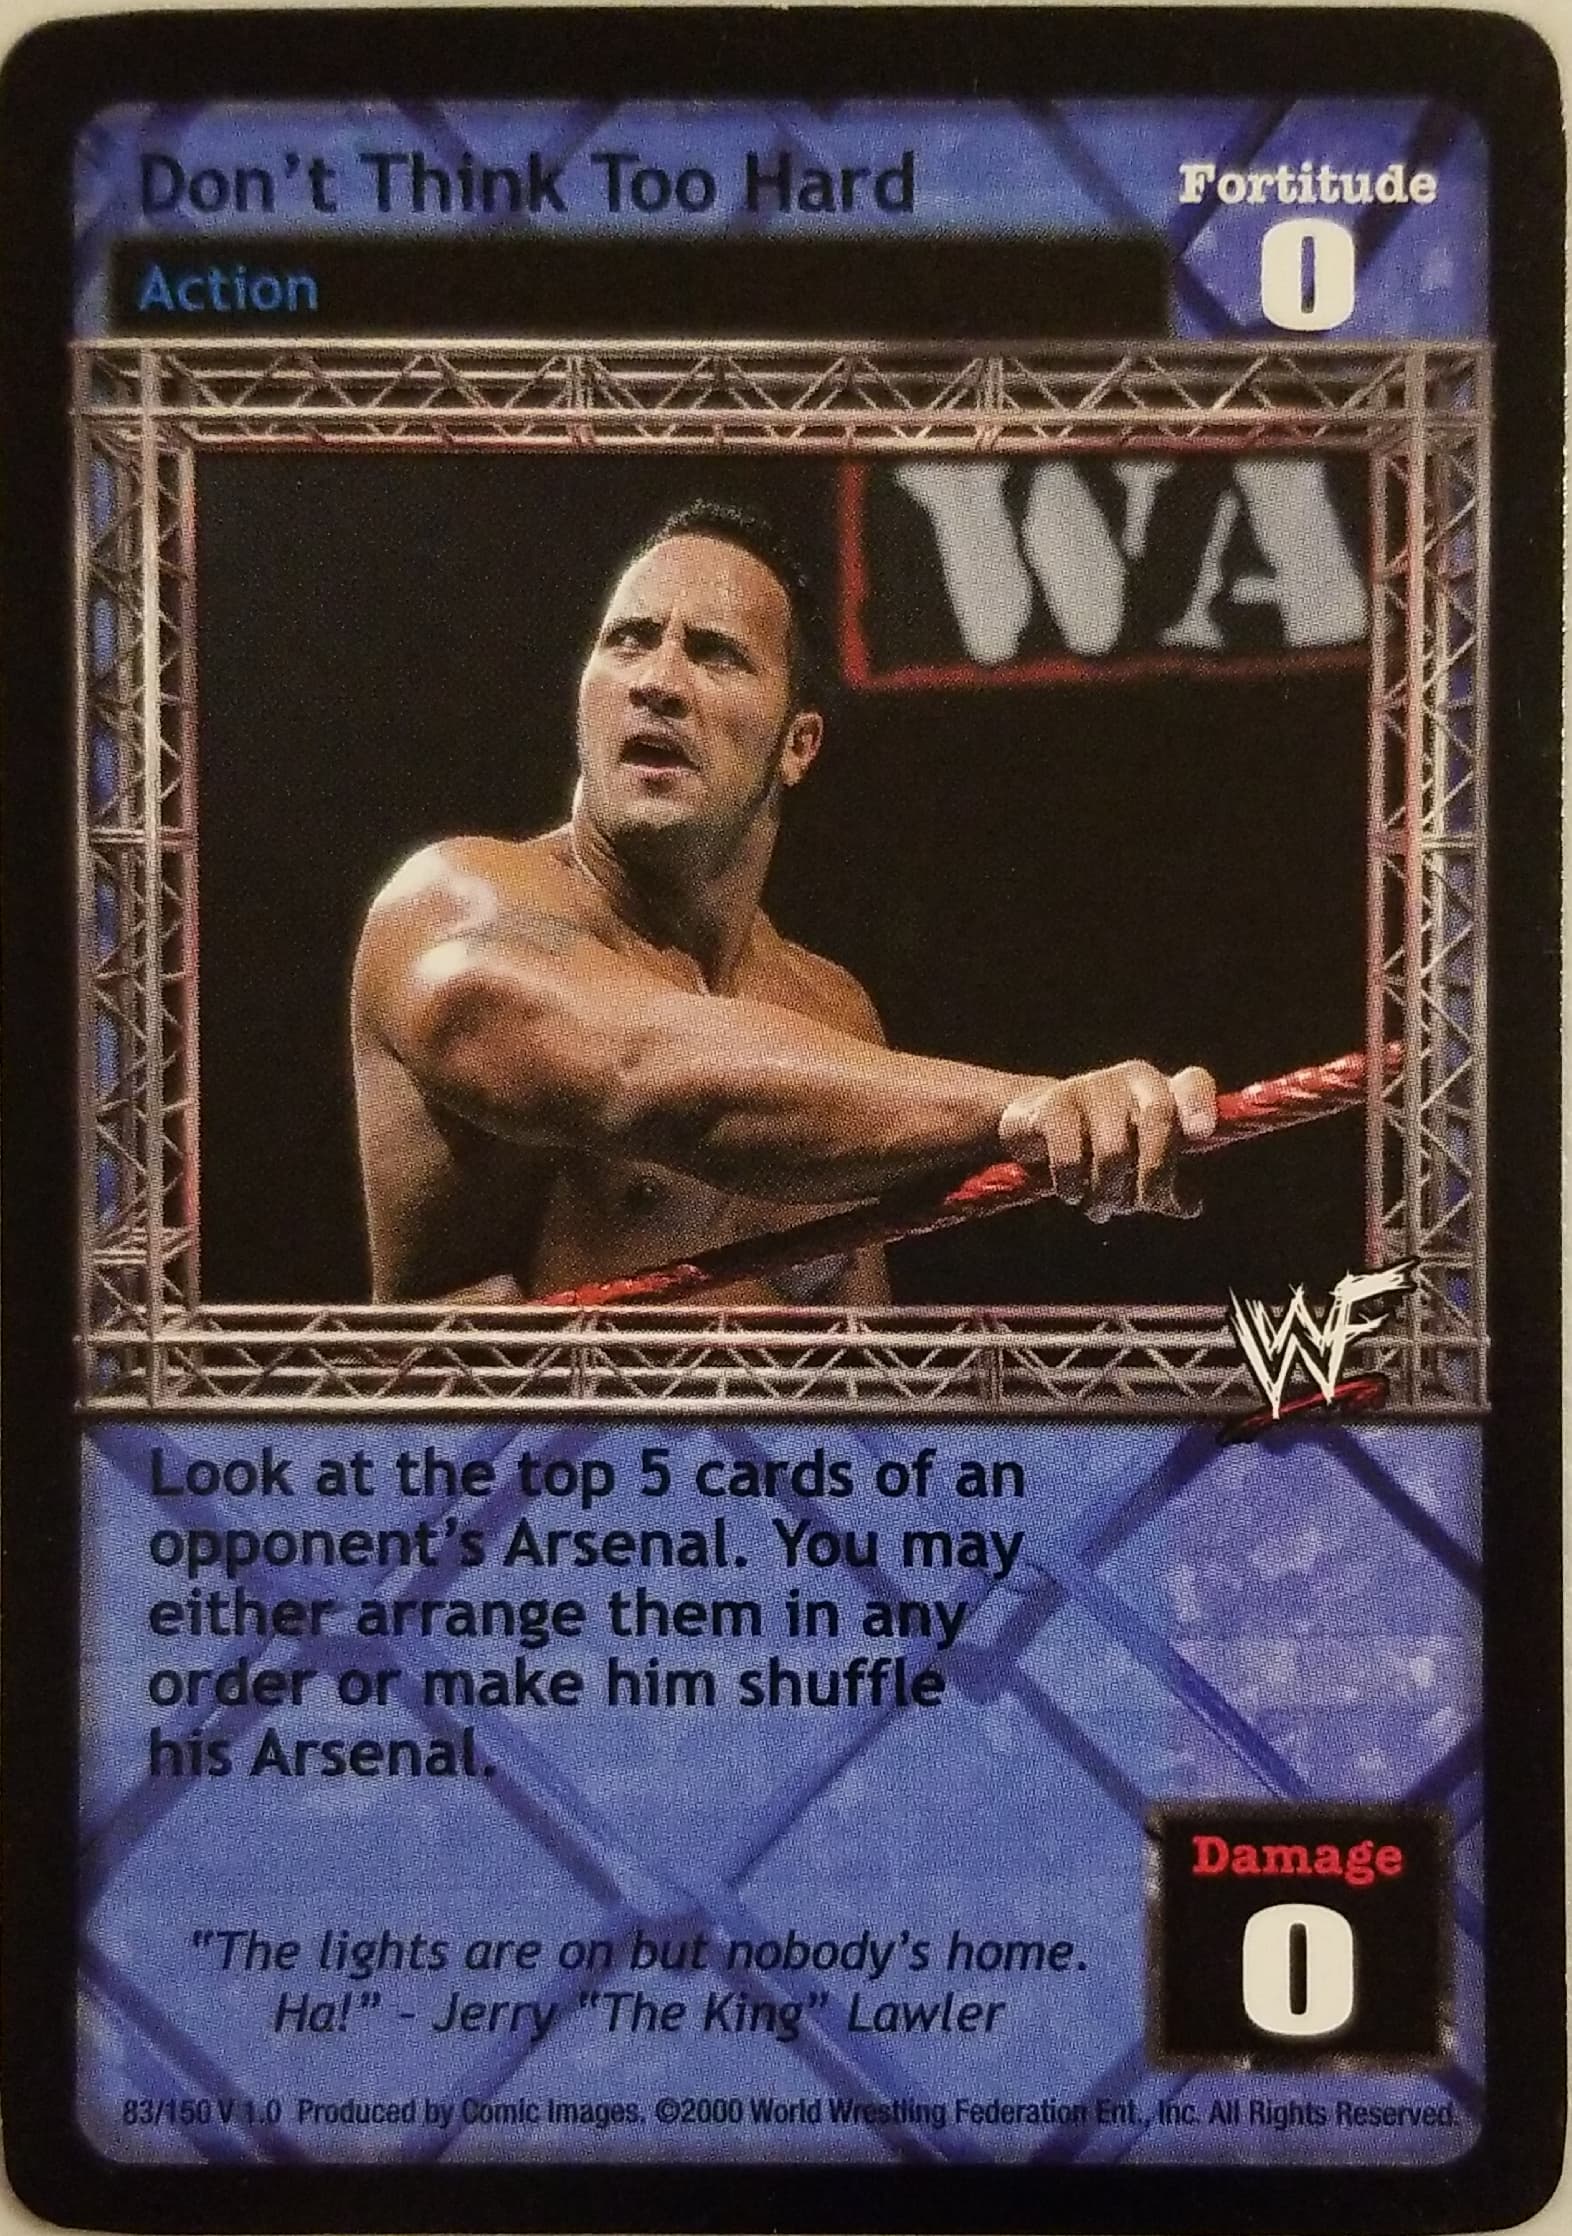 Don't Think Too Hard
Fortitude
0
Action
WA
WF
Look at the top 5 cards of an
opponent's Arsenal. You may
either arrange them in any
order or make him shuffle
his Arsenal.
Damage
0
"The lights are on but nobody's home.
Ha!" - Jerry "The King" Lawler
83/150 V 1.0 Produced by Comic Images. ©2000 World Wrestling Federation Ent., Inc. All Rights Reserved.